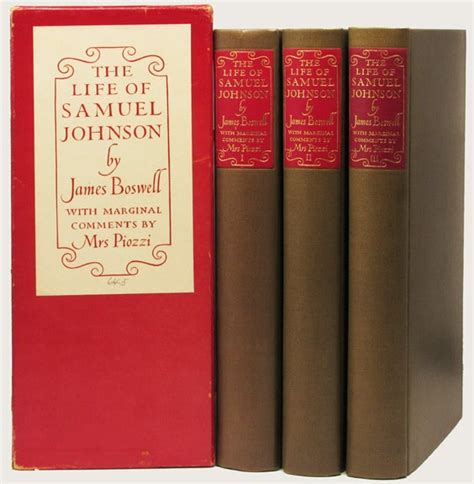 THE
LIFE OF
SAMUEL
JOHNSON
by
James Boswell
WITH MARGINAL
COMMENTS BY
Mrs Piozzi
THE
LIFE OF
SAMUEL
JOHNSON
by
James Boswell
WITH MARGINAL
COMMENTS BY
Mrs Piozzi
I
THE
LIFE OF
SAMUEL
JOHNSON
by
James Boswell
WITH MARGINAL
COMMENTS BY
Mrs Piozzi
II
THE
LIFE OF
SAMUEL
JOHNSON
by
James Boswell
WITH MARGINAL
COMMENTS BY
Mrs Piozzi
III